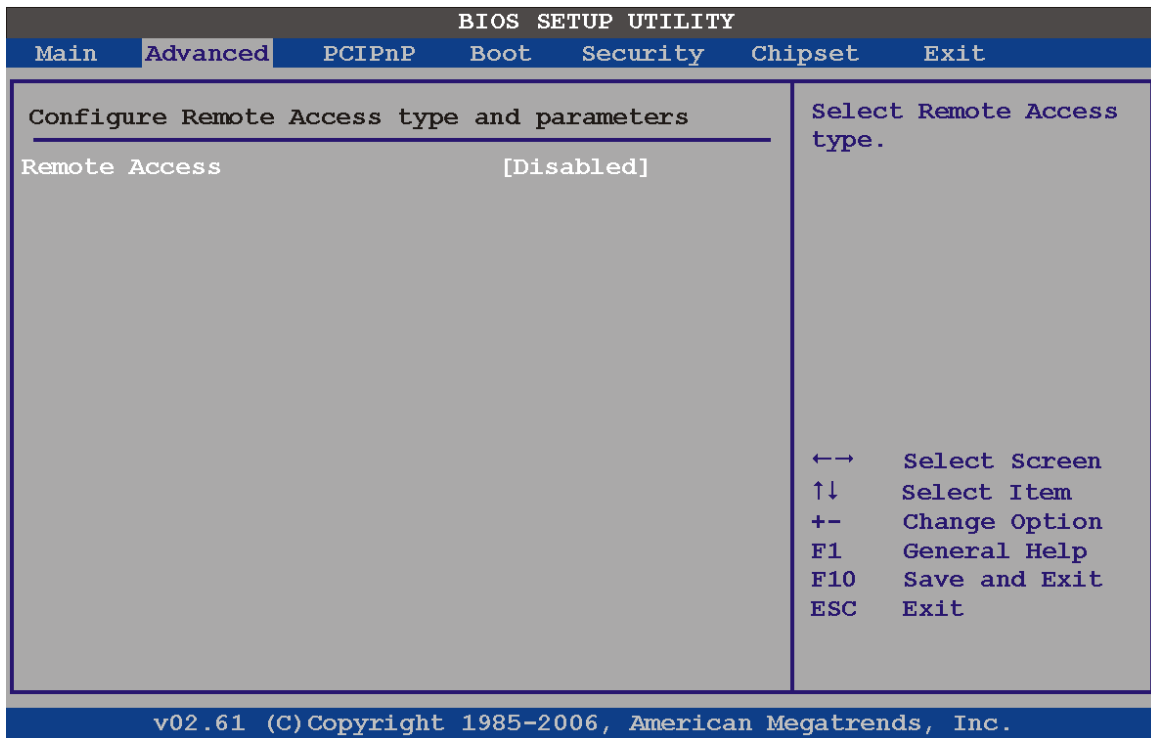 BIOS SETUP UTILITY
Main Advanced PCIPnP Boot Security Chipset Exit
Configure Remote Access type and parameters
Remote Access [Disabled]
Select Remote Access
type.
←→ Select Screen
↑↓ Select Item
+- Change Option
F1 General Help
F10 Save and Exit
ESC Exit
v02.61 (C)Copyright 1985-2006, American Megatrends, Inc.